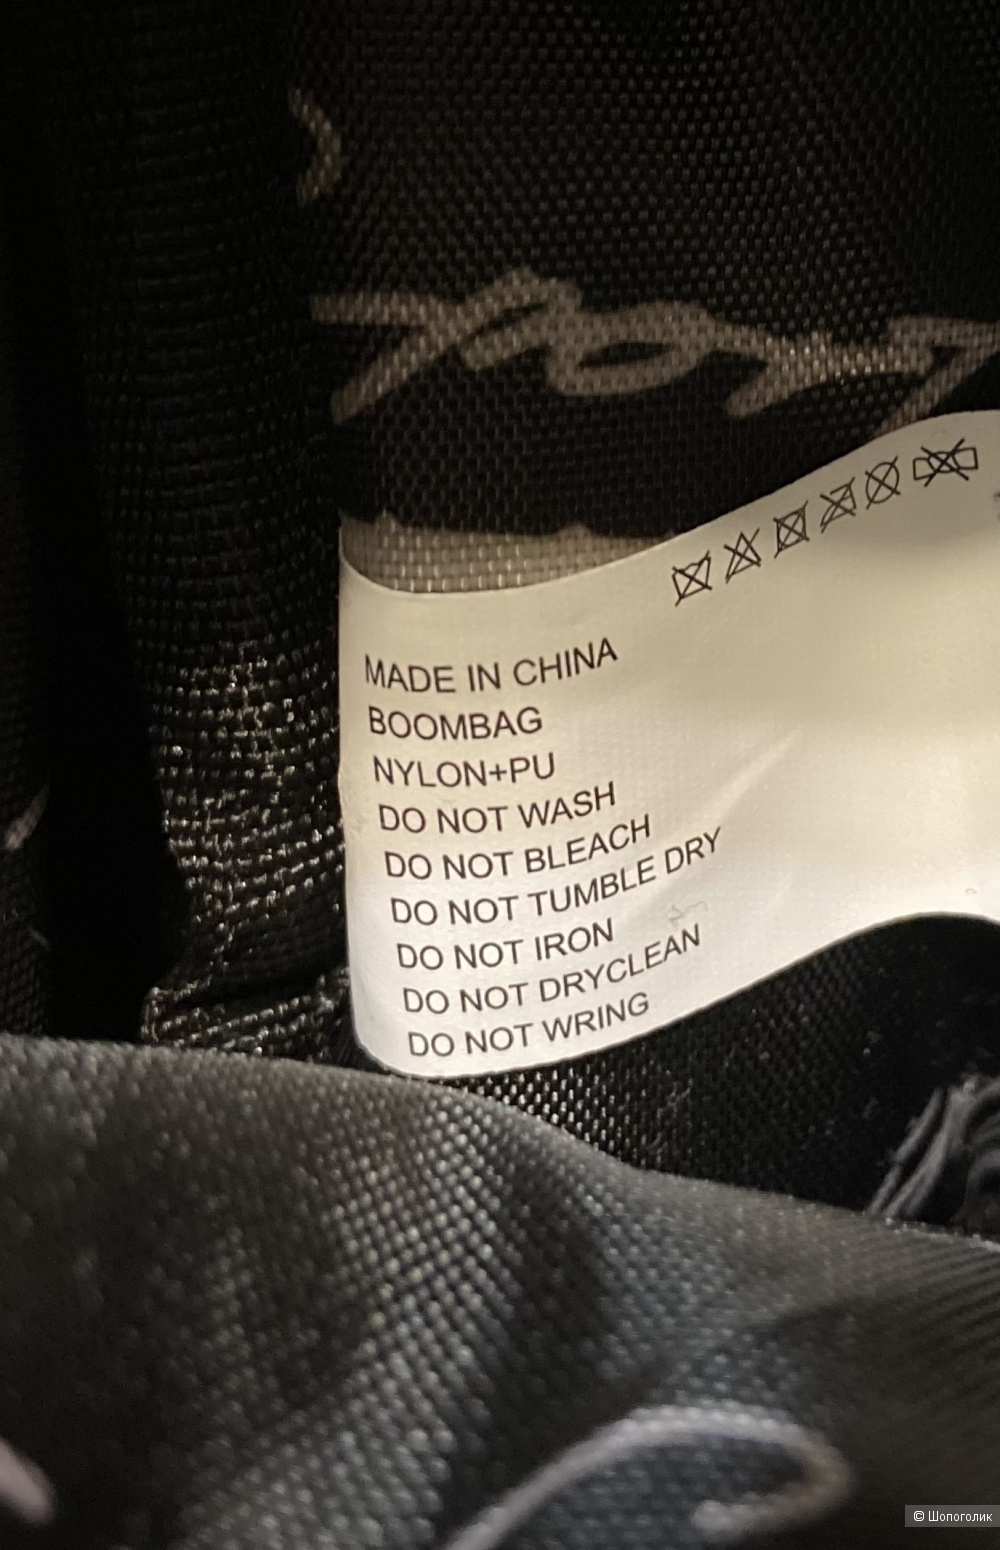 MADE IN CHINA
BOOMBAG
NYLON+PU
DO NOT WASH
DO NOT BLEACH
DO NOT TUMBLE DRY
DO NOT IRON
DO NOT DRYCLEAN
DO NOT WRING
© Шопоголик